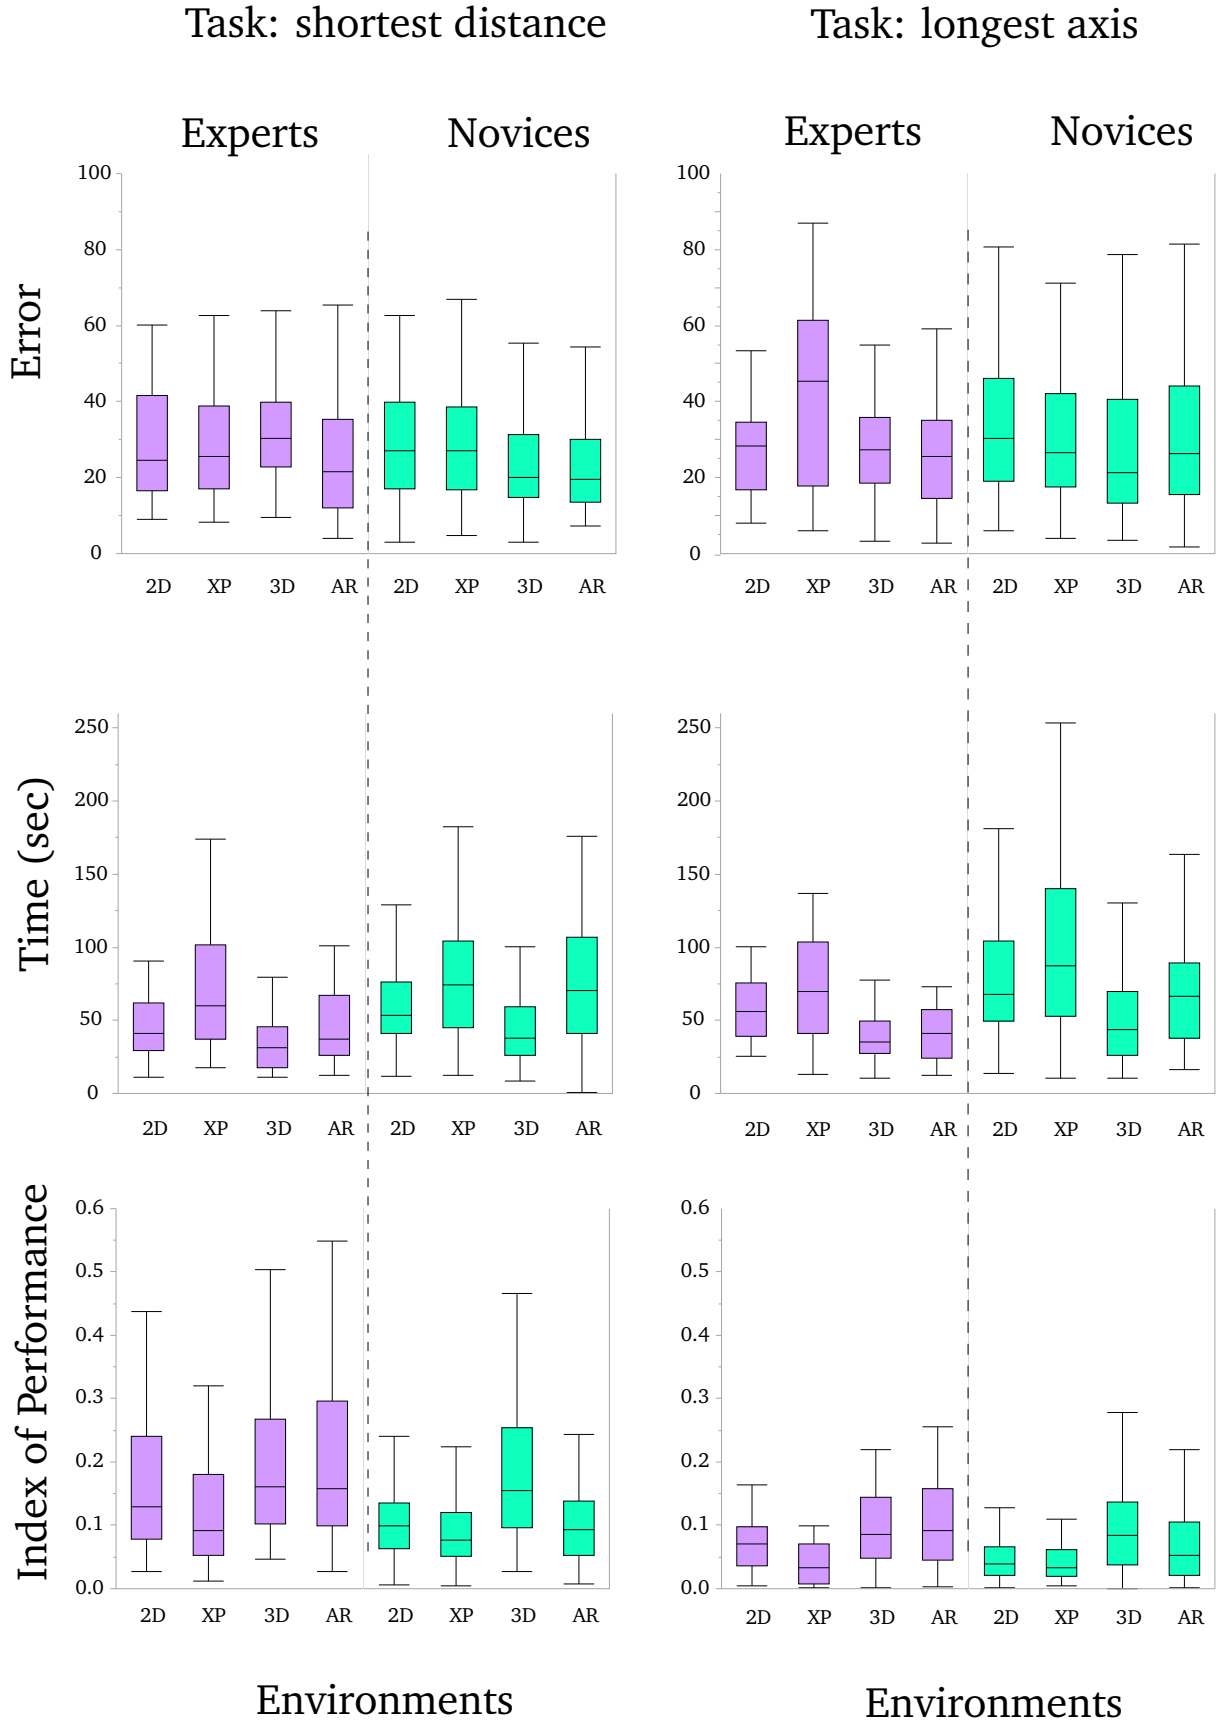 Task: shortest distance
Task: longest axis
Experts
Novices
Experts
Novices
Error
100
80
60
40
20
0
2D XP 3D AR 2D XP 3D AR
100
80
60
40
20
0
2D XP 3D AR 2D XP 3D AR
Time (sec)
250
200
150
100
50
0
2D XP 3D AR 2D XP 3D AR
250
200
150
100
50
0
2D XP 3D AR 2D XP 3D AR
Index of Performance
0.6
0.5
0.4
0.3
0.2
0.1
0.0
2D XP 3D AR 2D XP 3D AR
0.6
0.5
0.4
0.3
0.2
0.1
0.0
2D XP 3D AR 2D XP 3D AR
Environments
Environments